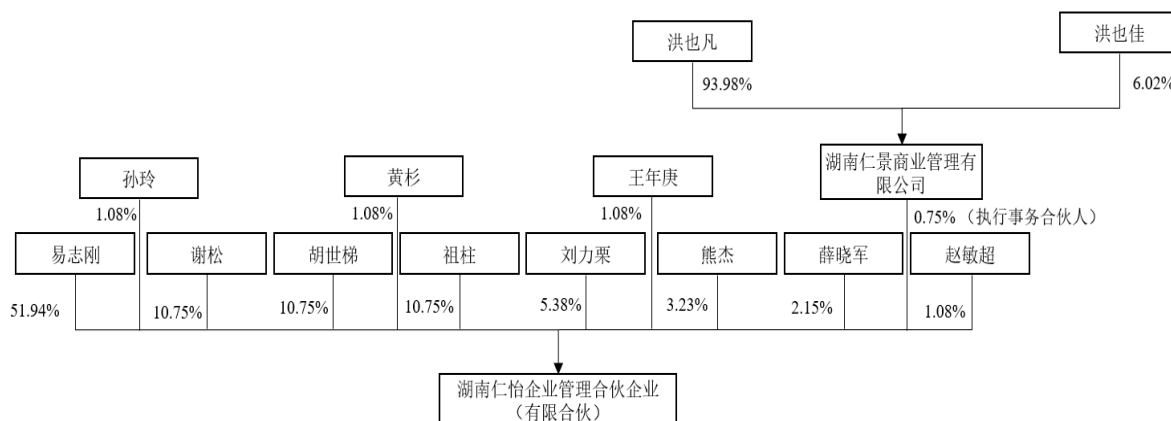 洪也凡
洪也佳
93.98%
6.02%
湖南仁景商业管理有
限公司
孙玲
黄杉
王年庚
1.08%
1.08%
1.08%
0.75%（执行事务合伙人）
易志刚
谢松
胡世梯
祖柱
刘力栗
熊杰
薛晓军
赵敏超
51.94%
10.75%
10.75%
10.75%
5.38%
3.23%
2.15%
1.08%
湖南仁怡企业管理合伙企业
（有限合伙）